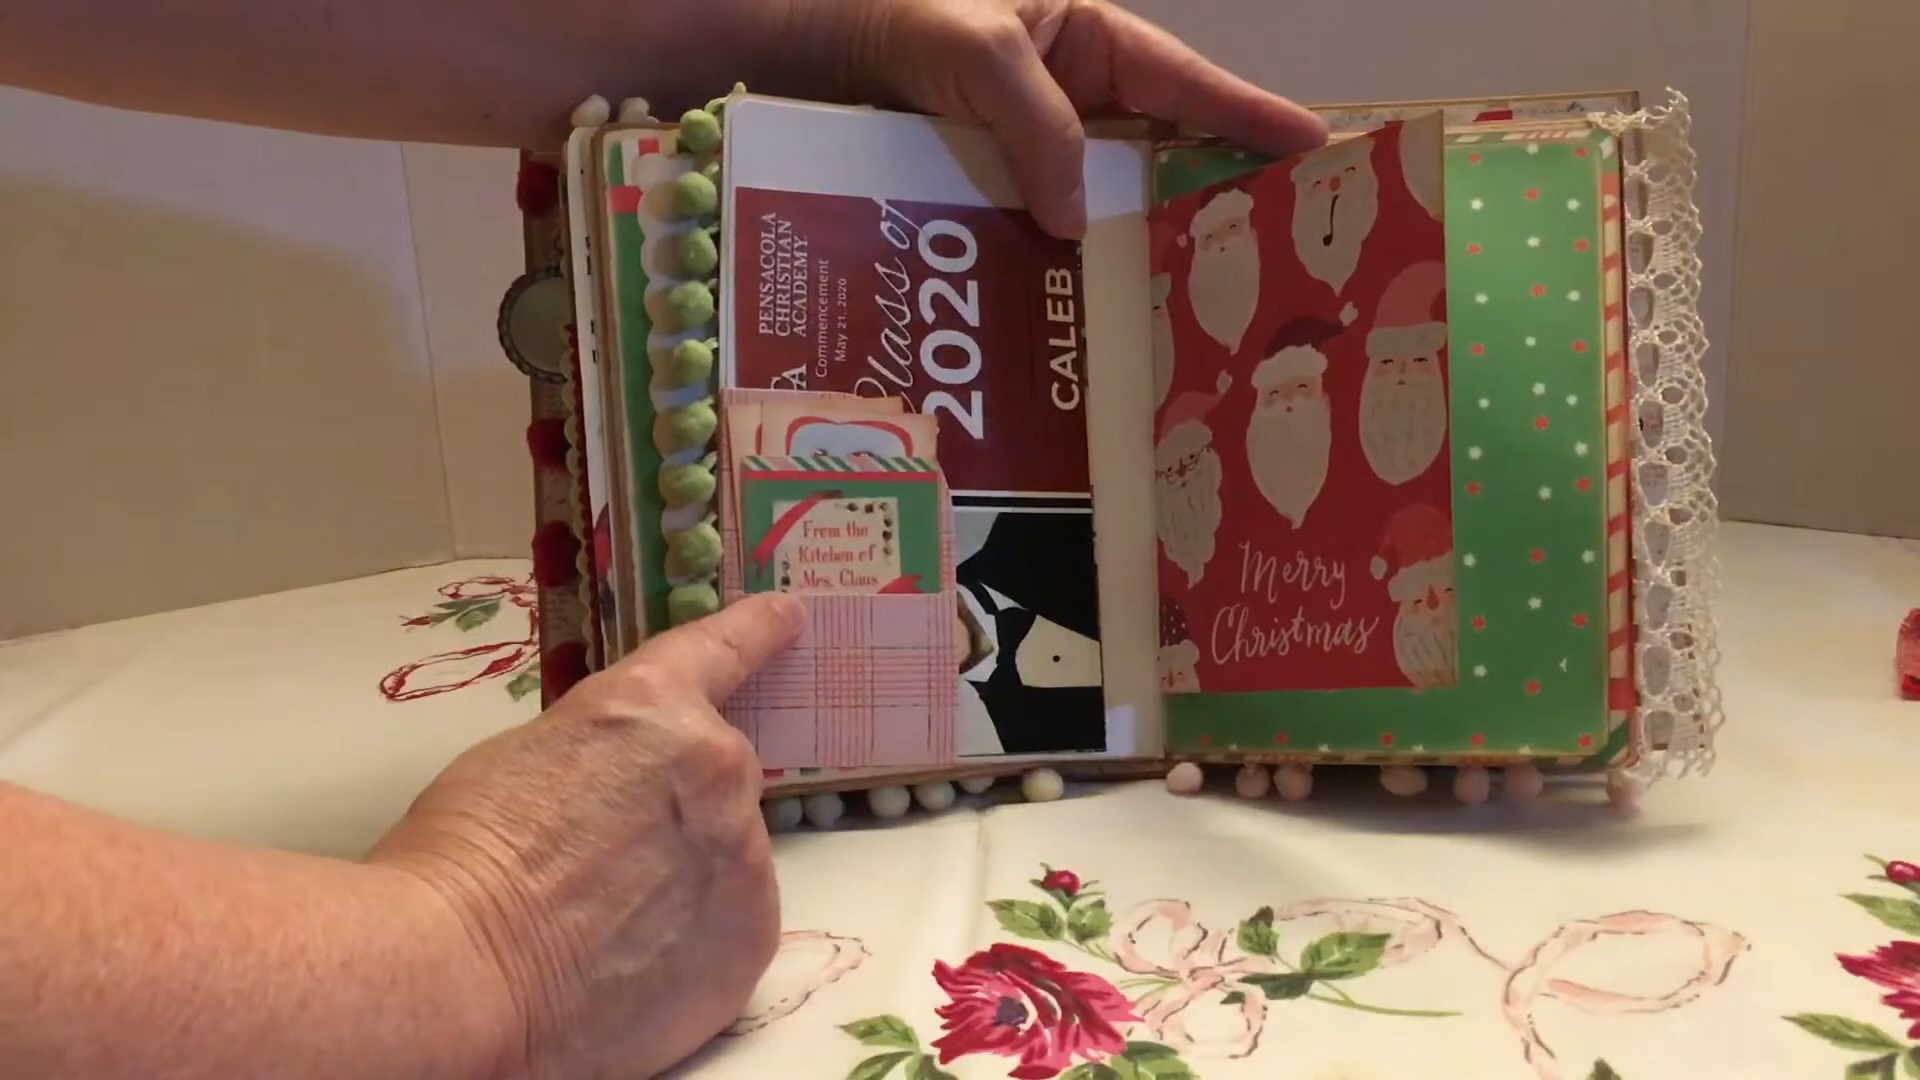 PENSACOLA
CHRISTIAN
ACADEMY
Commencement
May 21, 2020
Class of
2020
CALEB
From the
Kitchen of
Mrs. Claus
Merry
Christmas